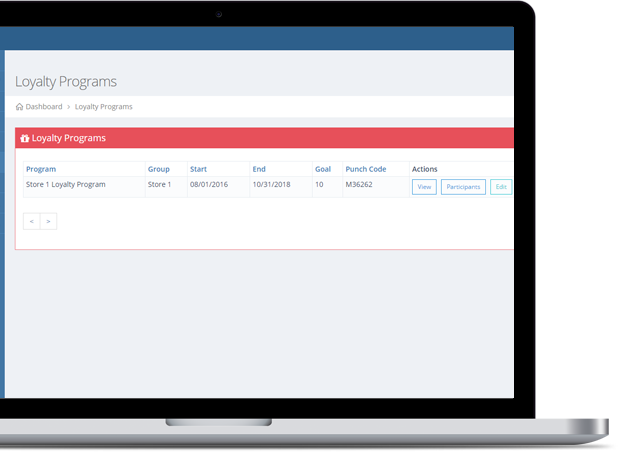 Loyalty Programs
Dashboard > Loyalty Programs
Loyalty Programs
Program Group Start End Goal Punch Code Actions
Store 1 Loyalty Program Store 1 08/01/2016 10/31/2018 10 M36262 View Participants Edit
< >